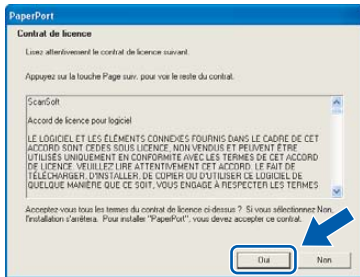 PaperPort
Contrat de licence
Lisez attentivement le contrat de licence suivant.
Appuyez sur la touche Page suiv. pour voir le reste du contrat.
ScanSoft
Accord de licence pour logiciel
LE LOGICIEL ET LES ÉLÉMENTS CONNEXES FOURNIS DANS LE CADRE DE CET
ACCORD SONT CEDES SOUS LICENCE, NON VENDUS ET PEUVENT ÊTRE
UTILISÉS UNIQUEMENT EN CONFORMITE AVEC LES TERMES DE CET ACCORD
DE LICENCE. VEUILLEZ LIRE ATTENTIVEMENT CET ACCORD. LE FAIT DE
TÉLÉCHARGER, D'INSTALLER, DE COPIER OU D'UTILISER CE LOGICIEL DE
QUELQUE MANIÈRE QUE CE SOIT, VOUS ENGAGE À RESPECTER LES TERMES
Acceptez-vous tous les termes du contrat de licence ci-dessus ? Si vous sélectionnez Non,
l'installation s'arrêtera. Pour installer "PaperPort", vous devez accepter ce contrat.
Oui
Non